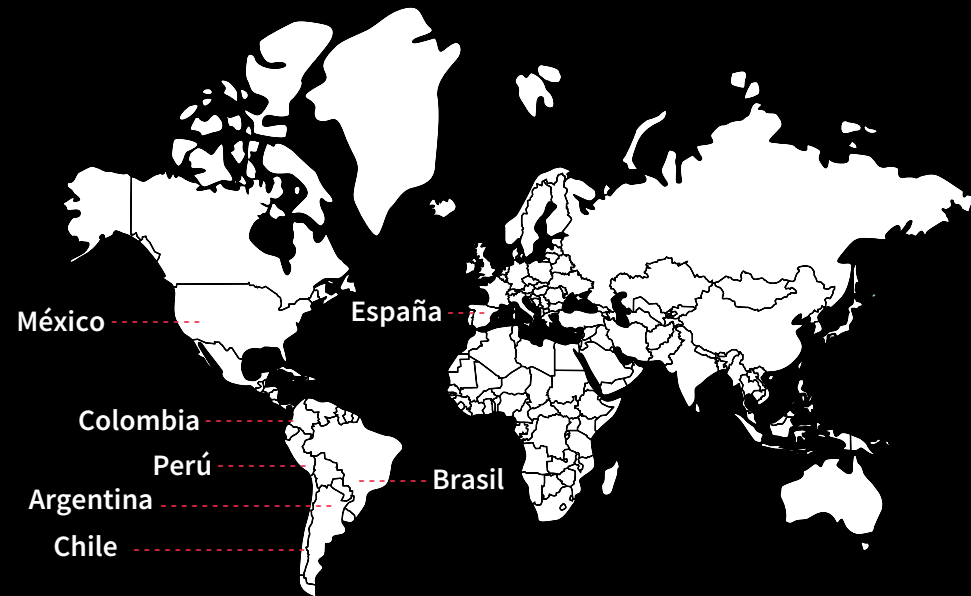 España
México
Colombia
Perú
Brasil
Argentina
Chile